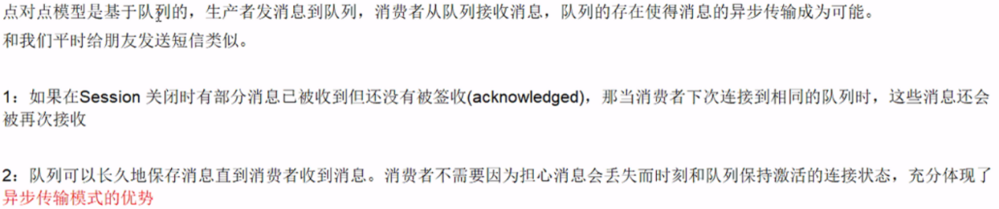 点对点模型是基于队列的，生产者发消息到队列，消费者从队列接收消息，队列的存在使得消息的异步传输成为可能。
和我们平时给朋友发送短信类似。
1：如果在Session 关闭时有部分消息已被收到但还没有被签收(acknowledged)，那当消费者下次连接到相同的队列时，这些消息还会
被再次接收
2：队列可以长久地保存消息直到消费者收到消息。消费者不需要因为担心消息会丢失而时刻和队列保持激活的连接状态，充分体现了
异步传输模式的优势